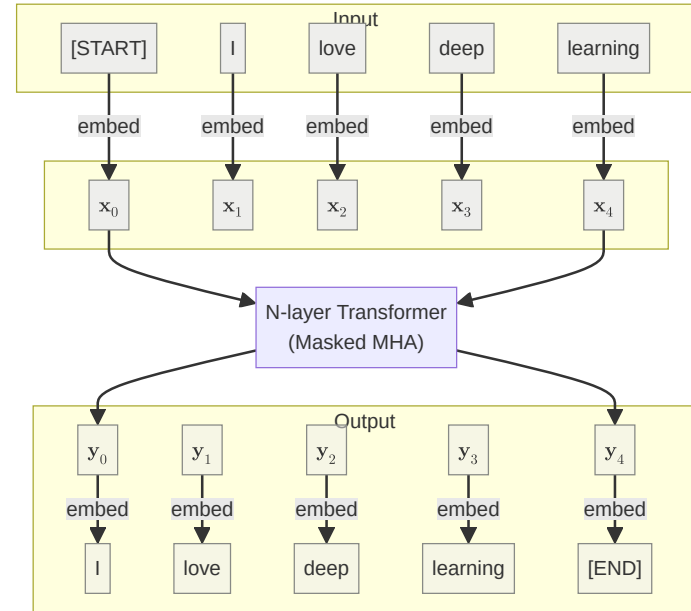 Input
[START] I love deep learning
embed embed embed embed embed
x₀ x₁ x₂ x₃ x₄
N-layer Transformer
(Masked MHA)
Output
y₀ y₁ y₂ y₃ y₄
embed embed embed embed embed
I love deep learning [END]